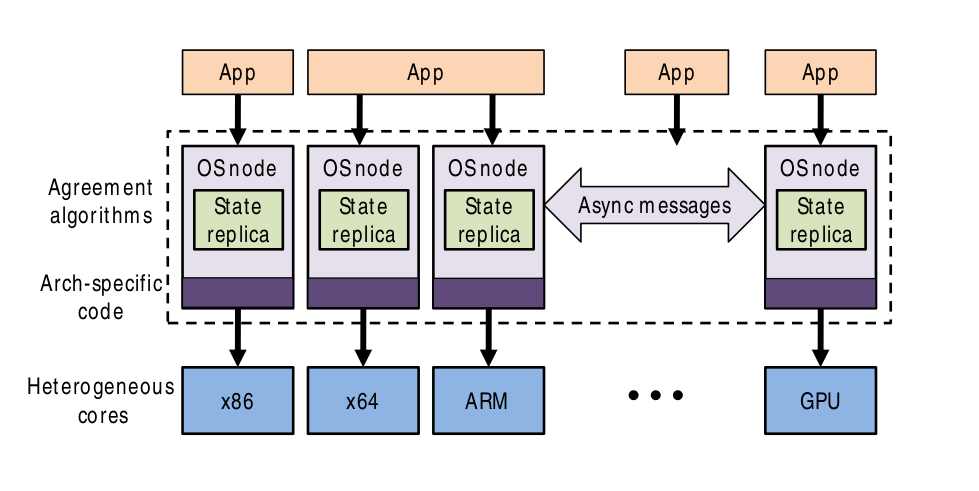 App App App App
OS node OS node OS node OS node
Agreement
algorithms
State
replica
State
replica
State
replica
Async messages
State
replica
Arch-specific
code
Heterogeneous
cores
x86 x64 ARM GPU